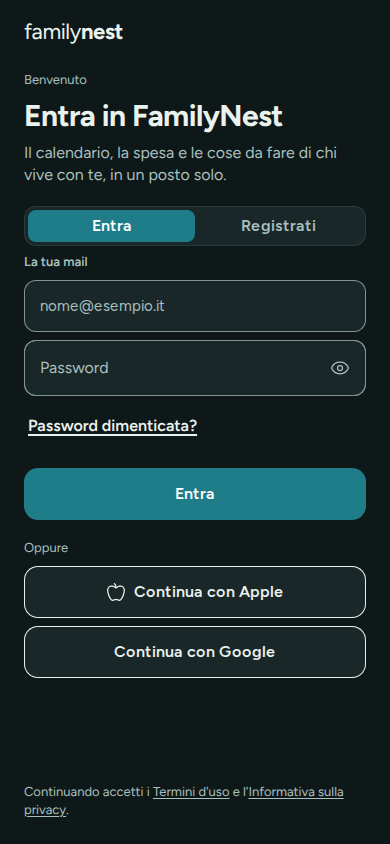 familynest
Benvenuto
Entra in FamilyNest
Il calendario, la spesa e le cose da fare di chi
vive con te, in un posto solo.
Entra
Registrati
La tua mail
nome@esempio.it
Password
Password dimenticata?
Entra
Oppure
Continua con Apple
Continua con Google
Continuando accetti i Termini d'uso e l'Informativa sulla
privacy.